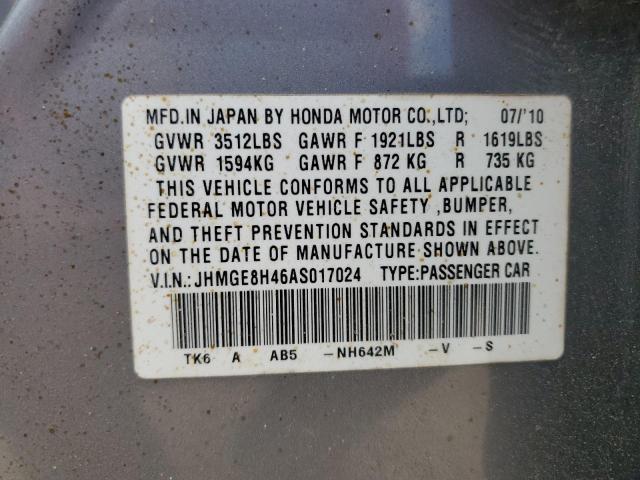 MFD.IN JAPAN BY HONDA MOTOR CO.,LTD; 07/'10
GVWR 3512LBS GAWR F 1921LBS R 1619LBS
GVWR 1594KG GAWR F 872 KG R 735 KG
THIS VEHICLE CONFORMS TO ALL APPLICABLE
FEDERAL MOTOR VEHICLE SAFETY ,BUMPER,
AND THEFT PREVENTION STANDARDS IN EFFECT
ON THE DATE OF MANUFACTURE SHOWN ABOVE.
V.I.N.: JHMGE8H46AS017024 TYPE:PASSENGER CAR
TK6 A AB5 -NH642M -V -S